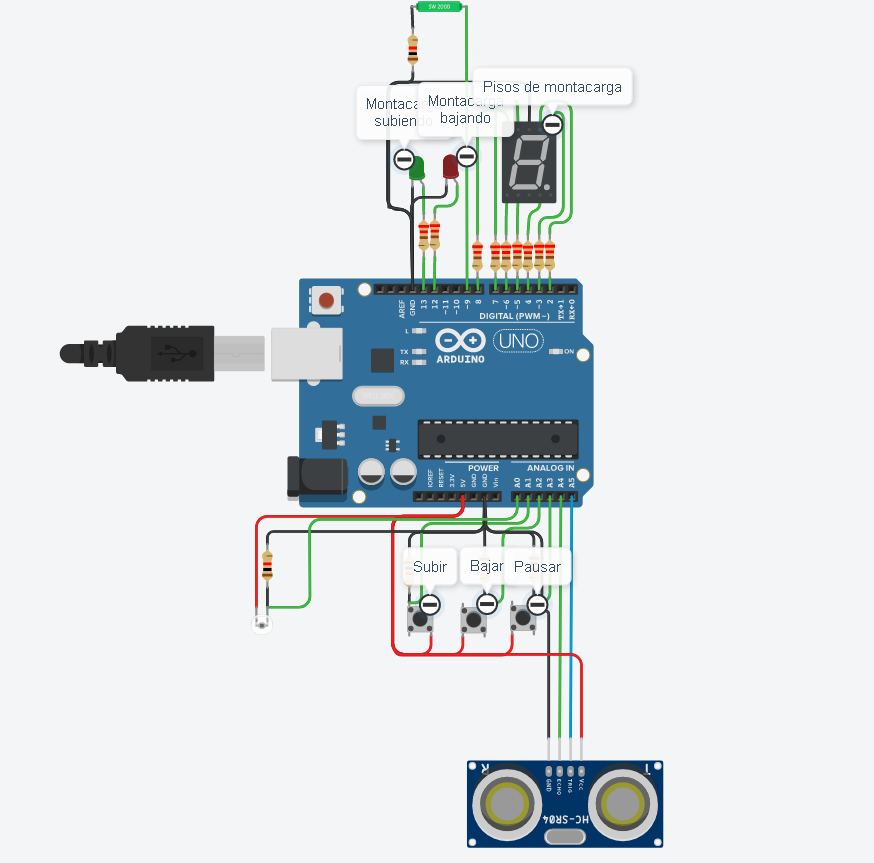 SW 200D
Pisos de montacarga
Montacarga
bajando
subiendo
AREF
GND
13
12
~11
~10
~9
8
7
~6
~5
4
~3
2
TX→1
RX←0
DIGITAL (PWM~)
L
TX
RX
ARDUINO
UNO
ON
POWER
ANALOG IN
IOREF
RESET
3.3V
5V
GND
GND
Vin
A0
A1
A2
A3
A4
A5
Subir
Bajar
Pausar
R
T
GND
ECHO
TRIG
VCC
HC-SR04